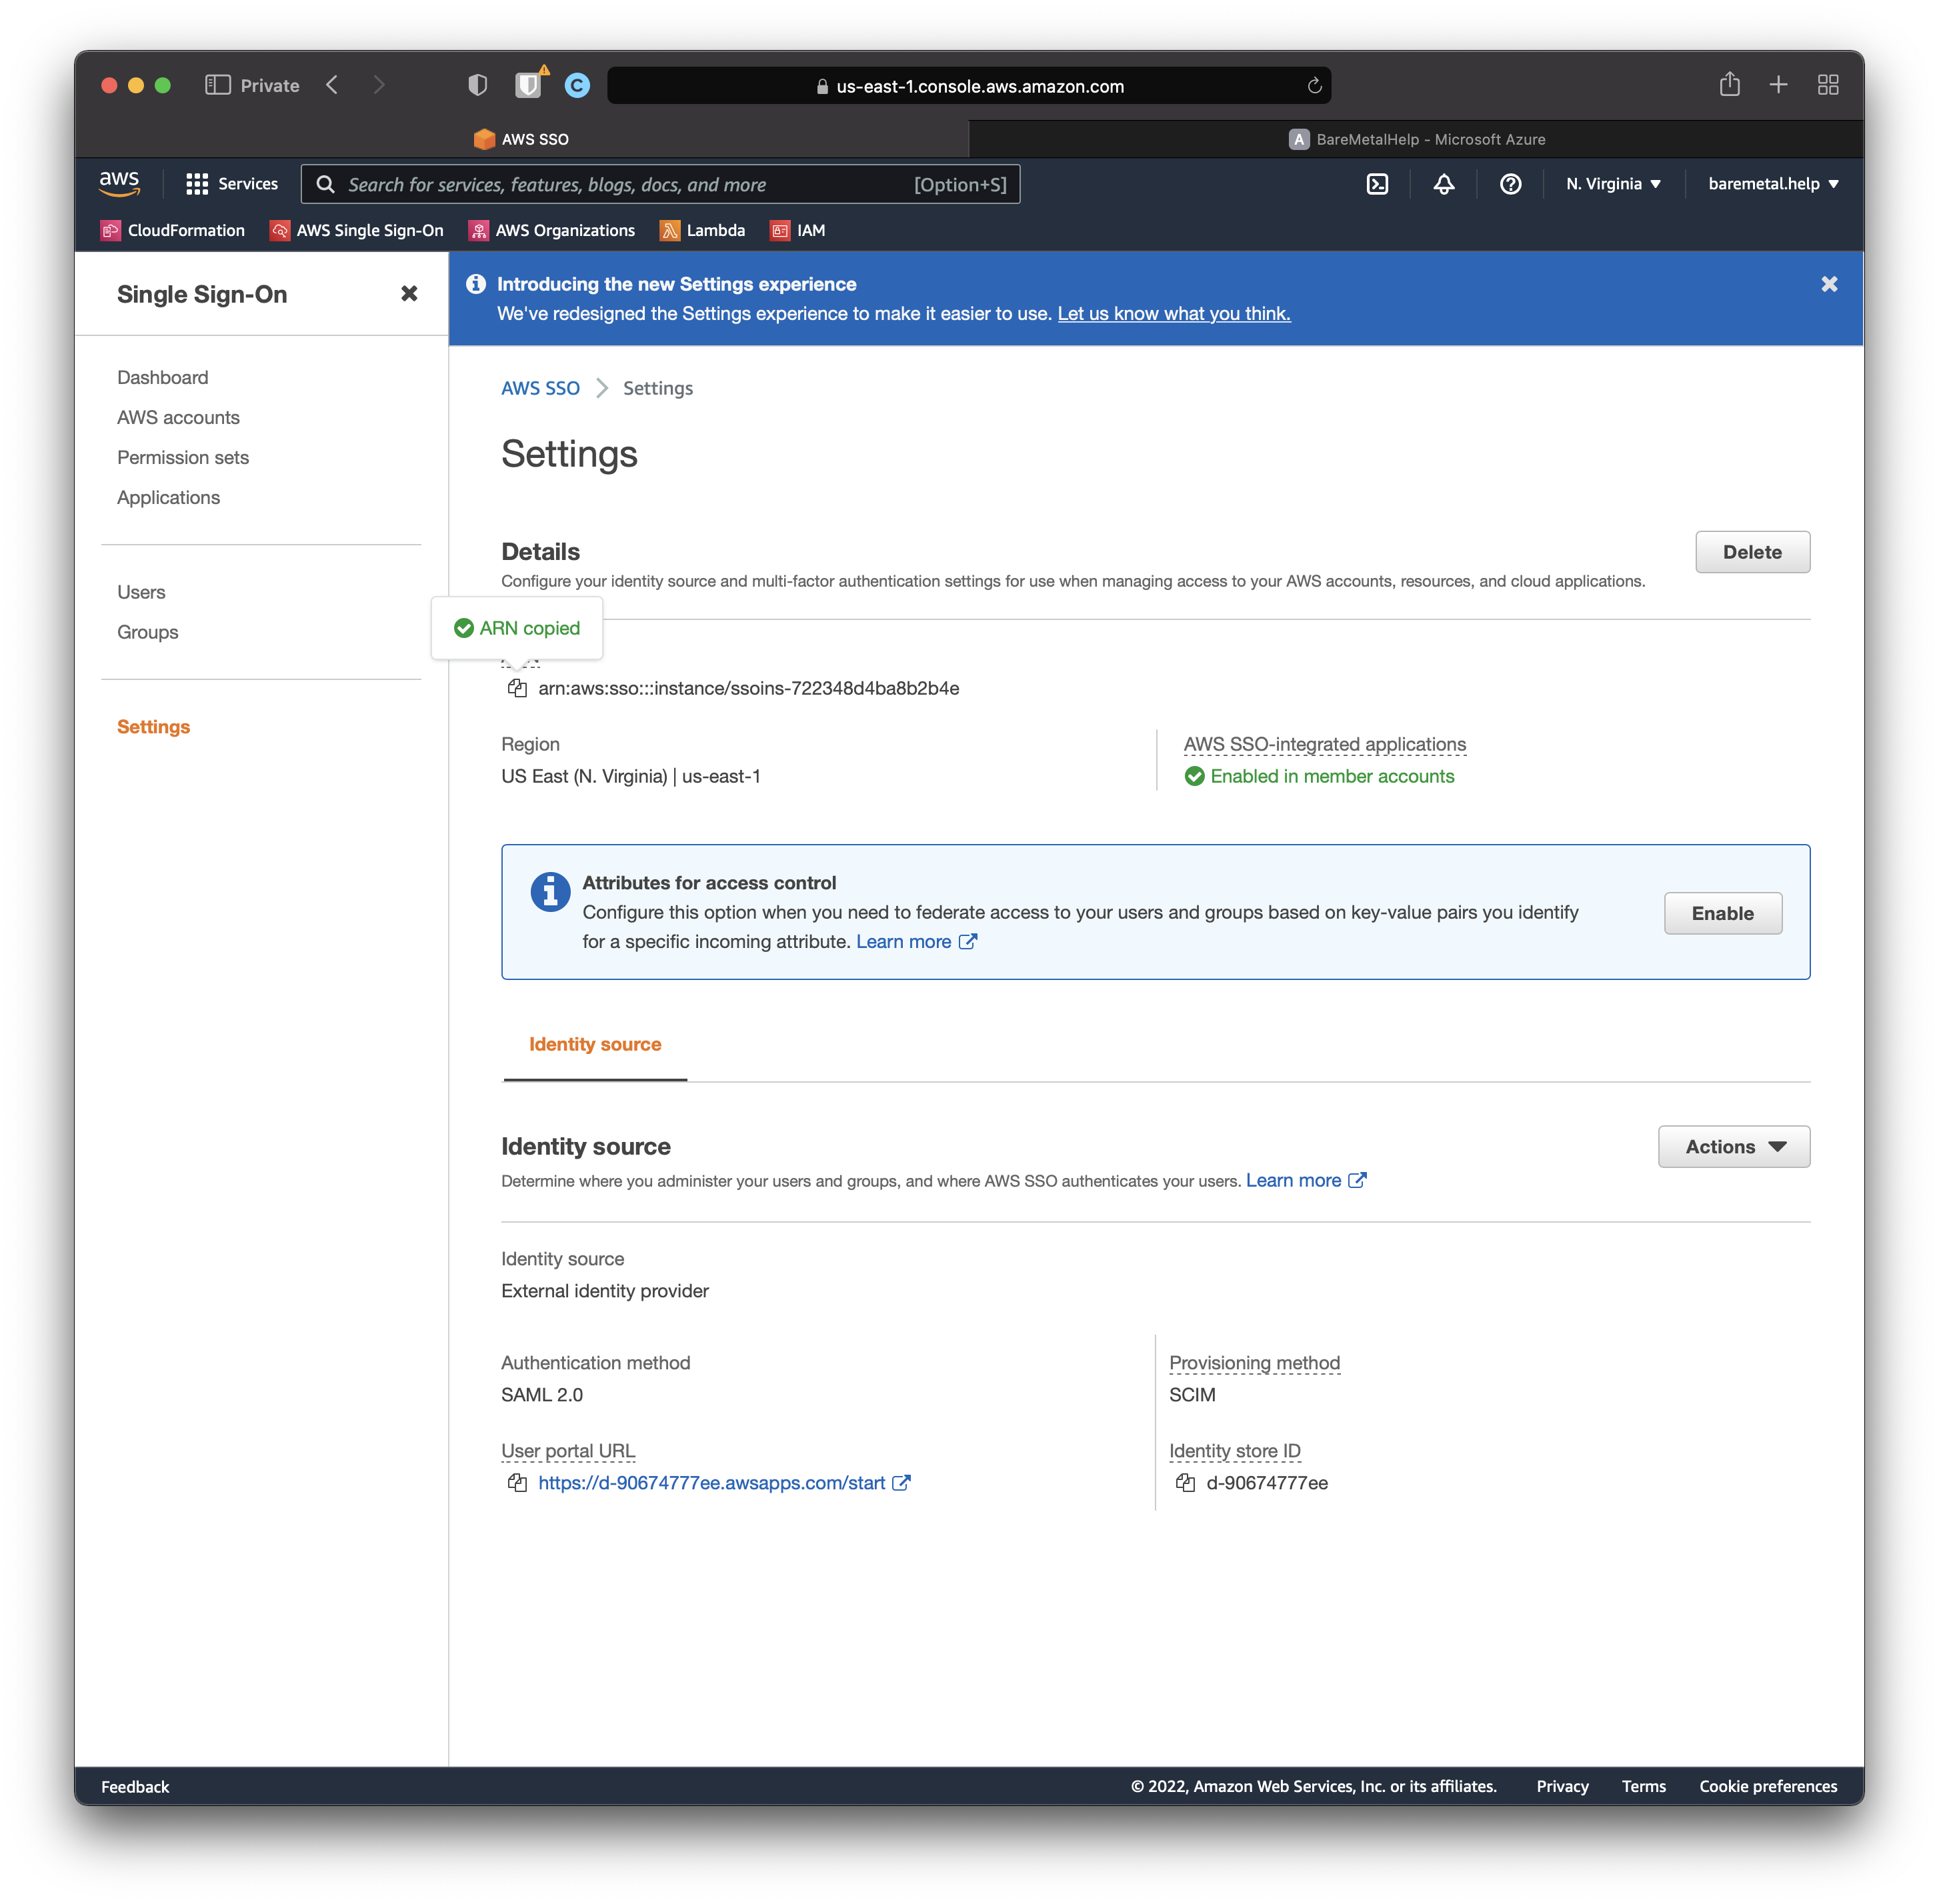 Private
us-east-1.console.aws.amazon.com
AWS SSO
A BareMetalHelp - Microsoft Azure
aws
Services
Search for services, features, blogs, docs, and more [Option+S]
N. Virginia
baremetal.help
CloudFormation
AWS Single Sign-On
AWS Organizations
Lambda
IAM
Single Sign-On
Dashboard
AWS accounts
Permission sets
Applications
Users
Groups
Settings
Introducing the new Settings experience
We've redesigned the Settings experience to make it easier to use. Let us know what you think.
AWS SSO > Settings
Settings
Details
Delete
Configure your identity source and multi-factor authentication settings for use when managing access to your AWS accounts, resources, and cloud applications.
ARN copied
arn:aws:sso:::instance/ssoins-722348d4ba8b2b4e
Region
US East (N. Virginia) | us-east-1
AWS SSO-integrated applications
Enabled in member accounts
Attributes for access control
Configure this option when you need to federate access to your users and groups based on key-value pairs you identify
for a specific incoming attribute. Learn more
Enable
Identity source
Identity source
Actions
Determine where you administer your users and groups, and where AWS SSO authenticates your users. Learn more
Identity source
External identity provider
Authentication method
SAML 2.0
Provisioning method
SCIM
User portal URL
https://d-90674777ee.awsapps.com/start
Identity store ID
d-90674777ee
Feedback
© 2022, Amazon Web Services, Inc. or its affiliates.
Privacy
Terms
Cookie preferences